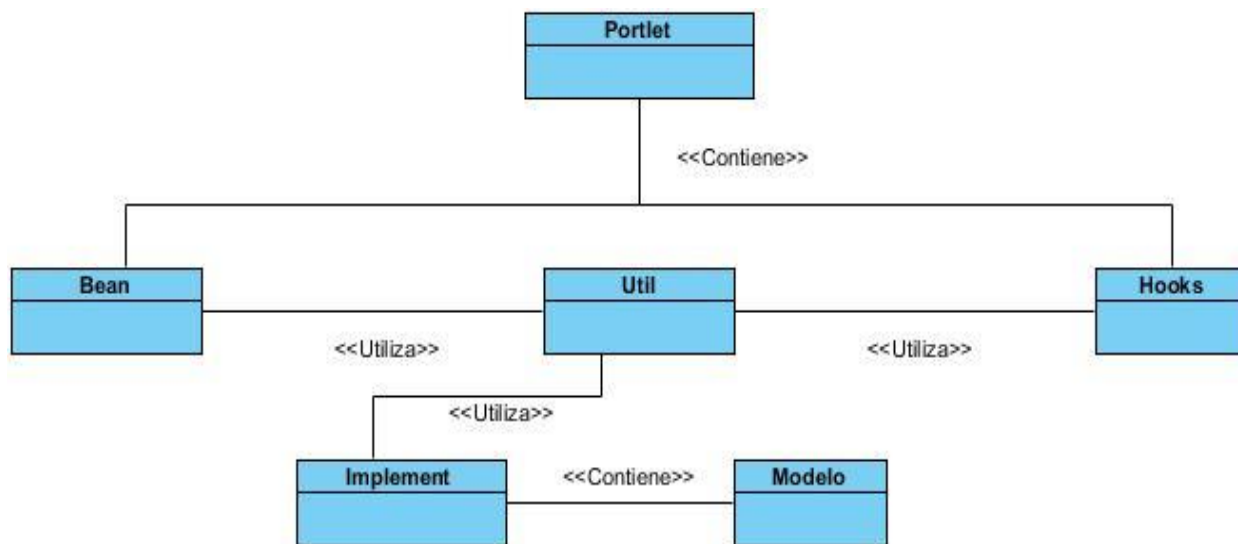 Portlet
<<Contiene>>
Bean
Util
Hooks
<<Utiliza>>
<<Utiliza>>
<<Utiliza>>
Implement
<<Contiene>>
Modelo